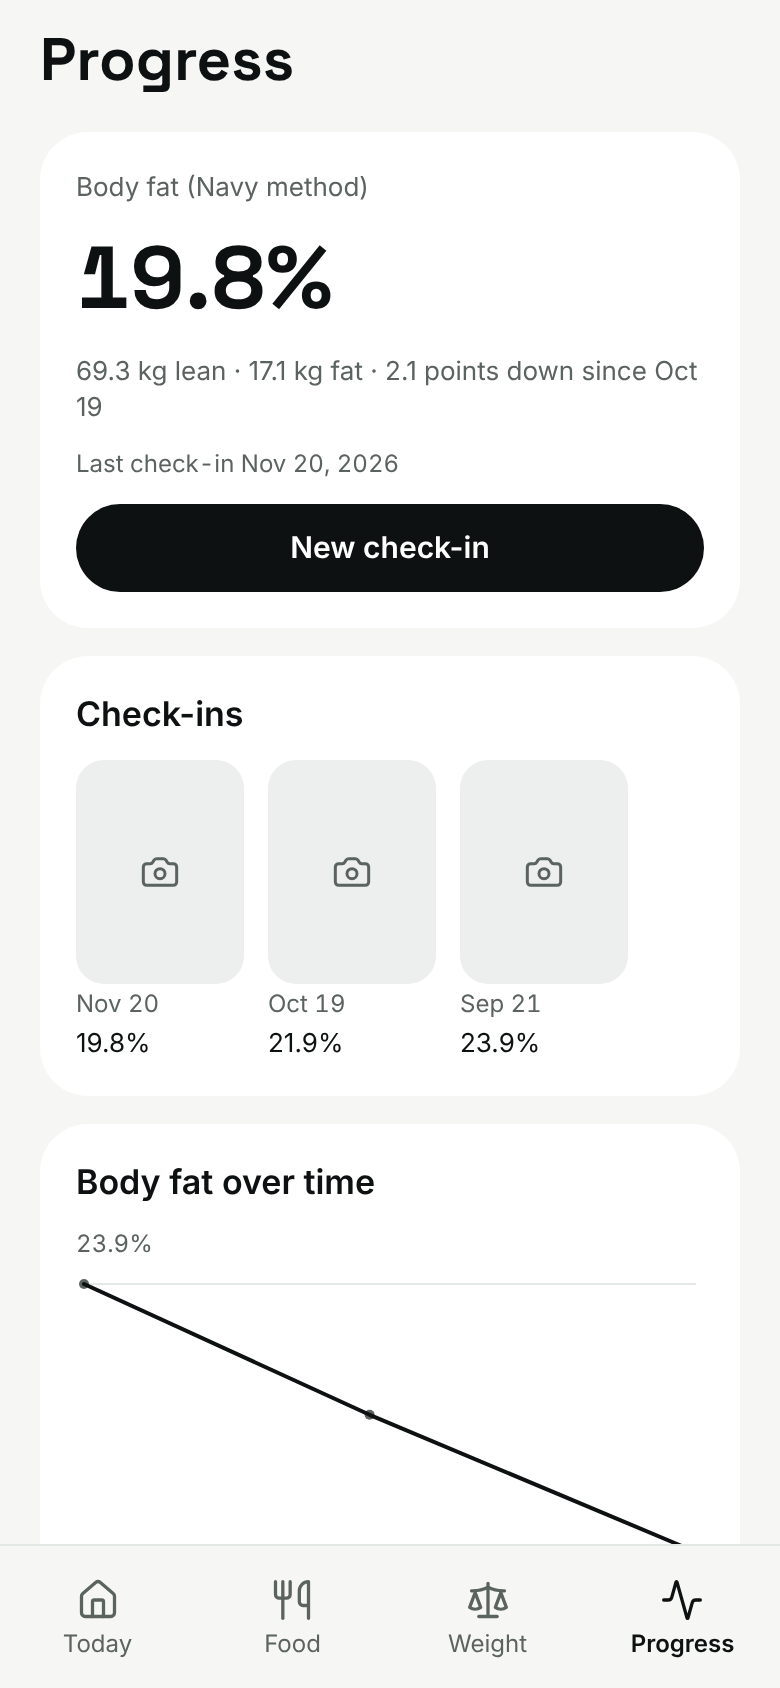 Progress
Body fat (Navy method)
19.8%
69.3 kg lean · 17.1 kg fat · 2.1 points down since Oct
19
Last check-in Nov 20, 2026
New check-in
Check-ins
Nov 20
19.8%
Oct 19
21.9%
Sep 21
23.9%
Body fat over time
23.9%
Today
Food
Weight
Progress